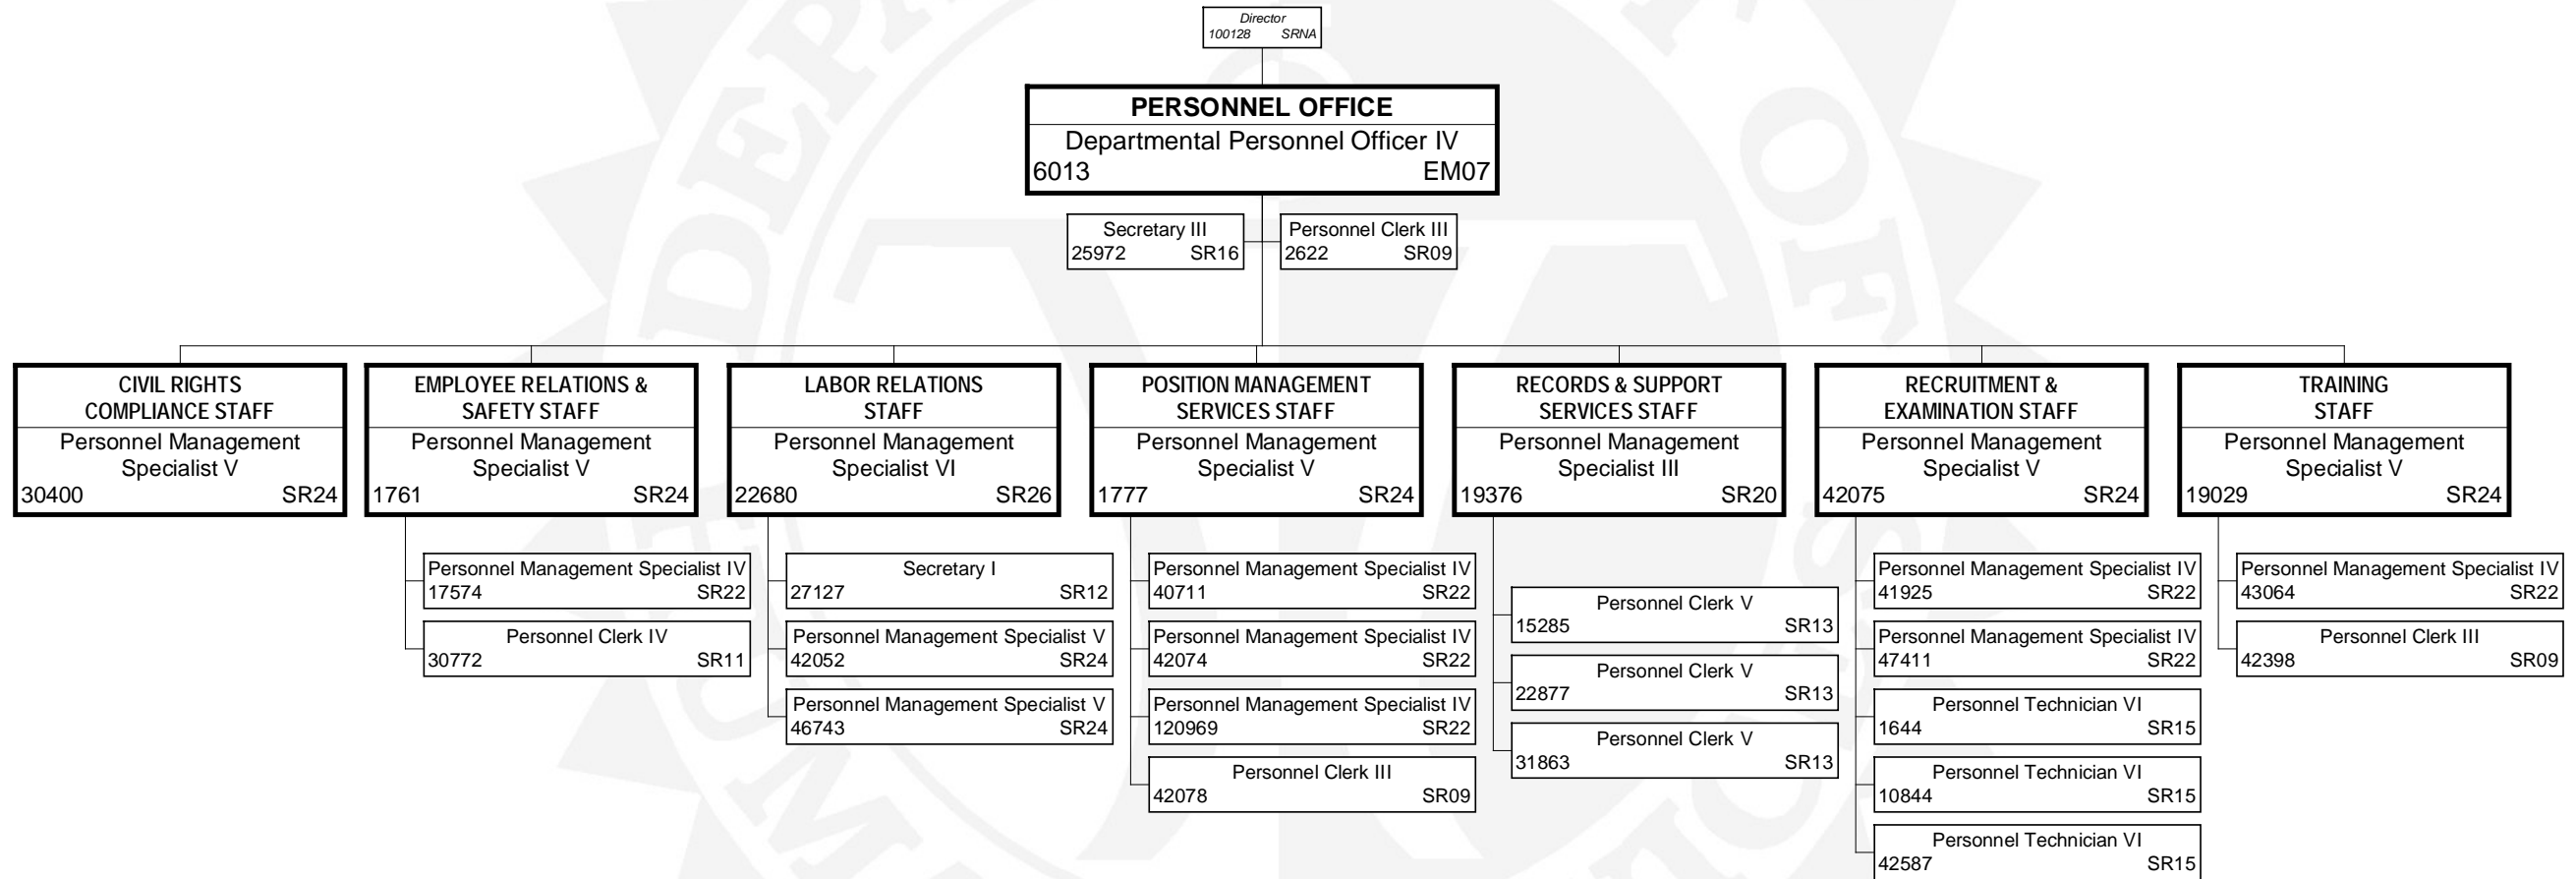 Director
100128 SRNA
PERSONNEL OFFICE
Departmental Personnel Officer IV
6013 EM07
Secretary III
25972 SR16
Personnel Clerk III
2622 SR09
CIVIL RIGHTS
COMPLIANCE STAFF
Personnel Management
Specialist V
30400 SR24
EMPLOYEE RELATIONS &
SAFETY STAFF
Personnel Management
Specialist V
1761 SR24
Personnel Management Specialist IV
17574 SR22
Personnel Clerk IV
30772 SR11
LABOR RELATIONS
STAFF
Personnel Management
Specialist VI
22680 SR26
Secretary I
27127 SR12
Personnel Management Specialist V
42052 SR24
Personnel Management Specialist V
46743 SR24
POSITION MANAGEMENT
SERVICES STAFF
Personnel Management
Specialist V
1777 SR24
Personnel Management Specialist IV
40711 SR22
Personnel Management Specialist IV
42074 SR22
Personnel Management Specialist IV
120969 SR22
Personnel Clerk III
42078 SR09
RECORDS & SUPPORT
SERVICES STAFF
Personnel Management
Specialist III
19376 SR20
Personnel Clerk V
15285 SR13
Personnel Clerk V
22877 SR13
Personnel Clerk V
31863 SR13
RECRUITMENT &
EXAMINATION STAFF
Personnel Management
Specialist V
42075 SR24
Personnel Management Specialist IV
41925 SR22
Personnel Management Specialist IV
47411 SR22
Personnel Technician VI
1644 SR15
Personnel Technician VI
10844 SR15
Personnel Technician VI
42587 SR15
TRAINING
STAFF
Personnel Management
Specialist V
19029 SR24
Personnel Management Specialist IV
43064 SR22
Personnel Clerk III
42398 SR09